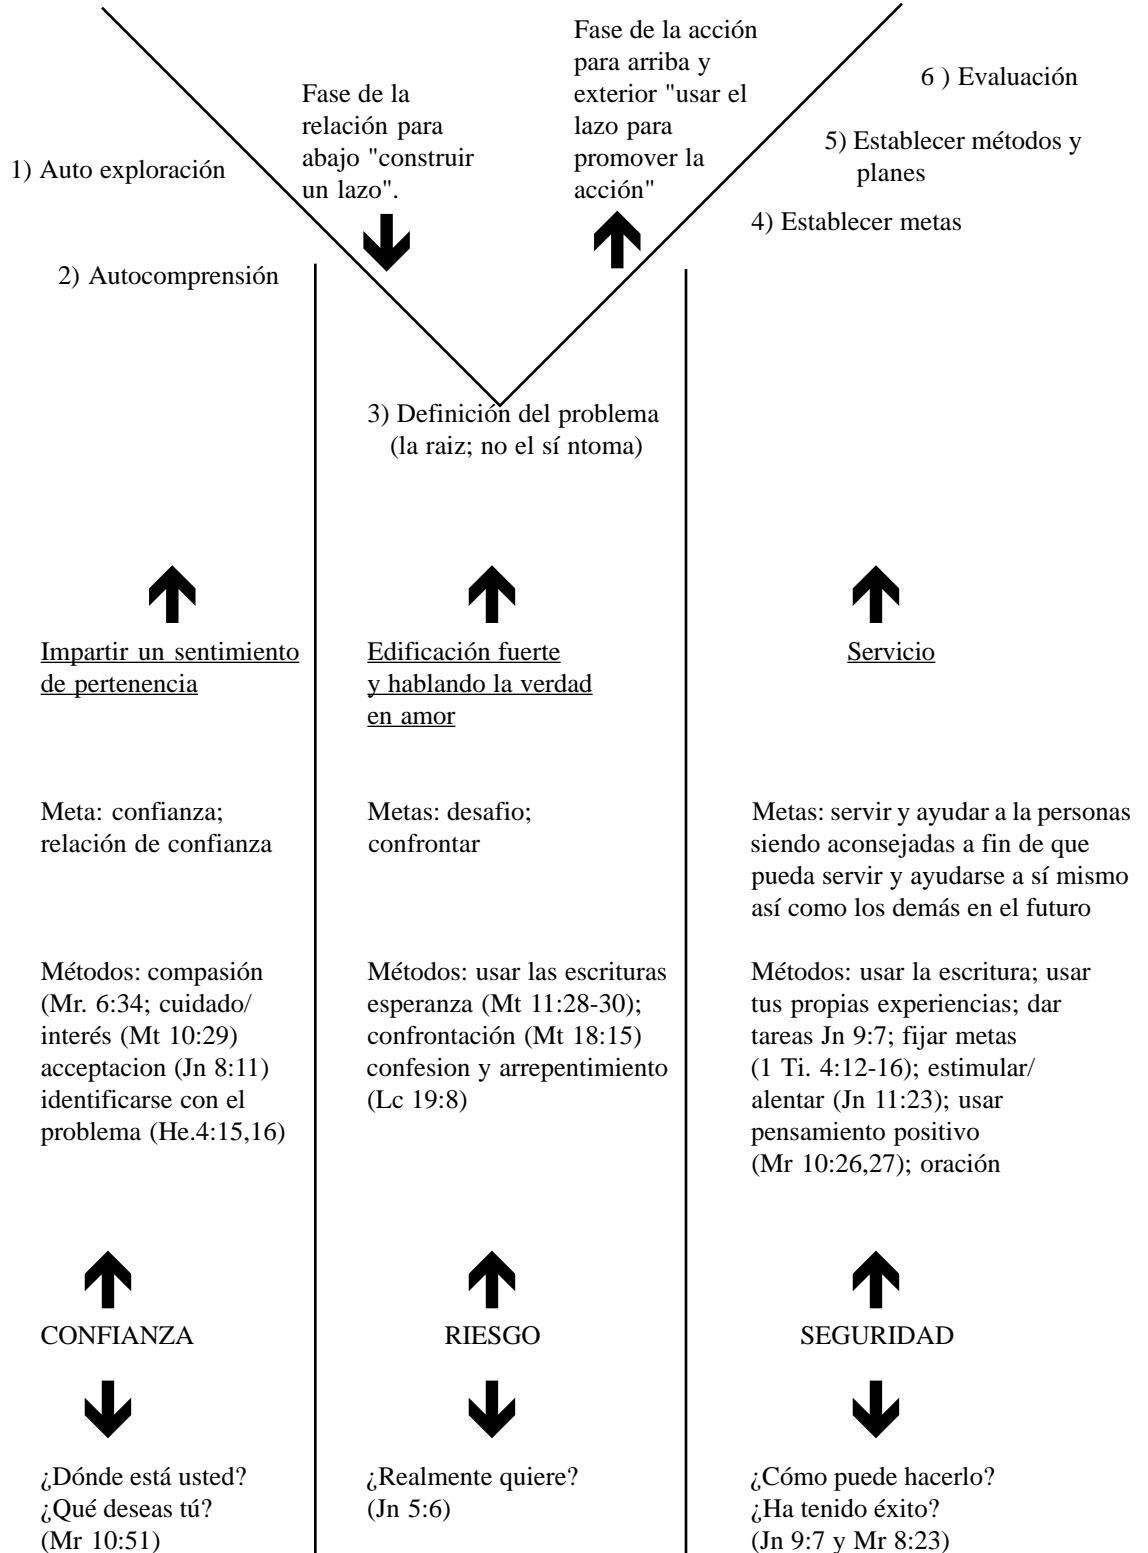 Fase de la acción
para arriba y
exterior "usar el
lazo para
promover la
acción"
Fase de la
relación para
abajo "construir
un lazo".
6 ) Evaluación
5) Establecer métodos y
planes
4) Establecer metas
1) Auto exploración
2) Autocomprensión
3) Definición del problema
(la raiz; no el sí ntoma)
Impartir un sentimiento
de pertenencia
Meta: confianza;
relación de confianza
Métodos: compasión
(Mr. 6:34; cuidado/
interés (Mt 10:29)
acceptacion (Jn 8:11)
identificarse con el
problema (He.4:15,16)
CONFIANZA
¿Dónde está usted?
¿Qué deseas tú?
(Mr 10:51)
Edificación fuerte
y hablando la verdad
en amor
Metas: desafio;
confrontar
Métodos: usar las escrituras
esperanza (Mt 11:28-30);
confrontación (Mt 18:15)
confesion y arrepentimiento
(Lc 19:8)
RIESGO
¿Realmente quiere?
(Jn 5:6)
Servicio
Metas: servir y ayudar a la personas
siendo aconsejadas a fin de que
pueda servir y ayudarse a sí mismo
así como los demás en el futuro
Métodos: usar la escritura; usar
tus propias experiencias; dar
tareas Jn 9:7; fijar metas
(1 Ti. 4:12-16); estimular/
alentar (Jn 11:23); usar
pensamiento positivo
(Mr 10:26,27); oración
SEGURIDAD
¿Cómo puede hacerlo?
¿Ha tenido éxito?
(Jn 9:7 y Mr 8:23)